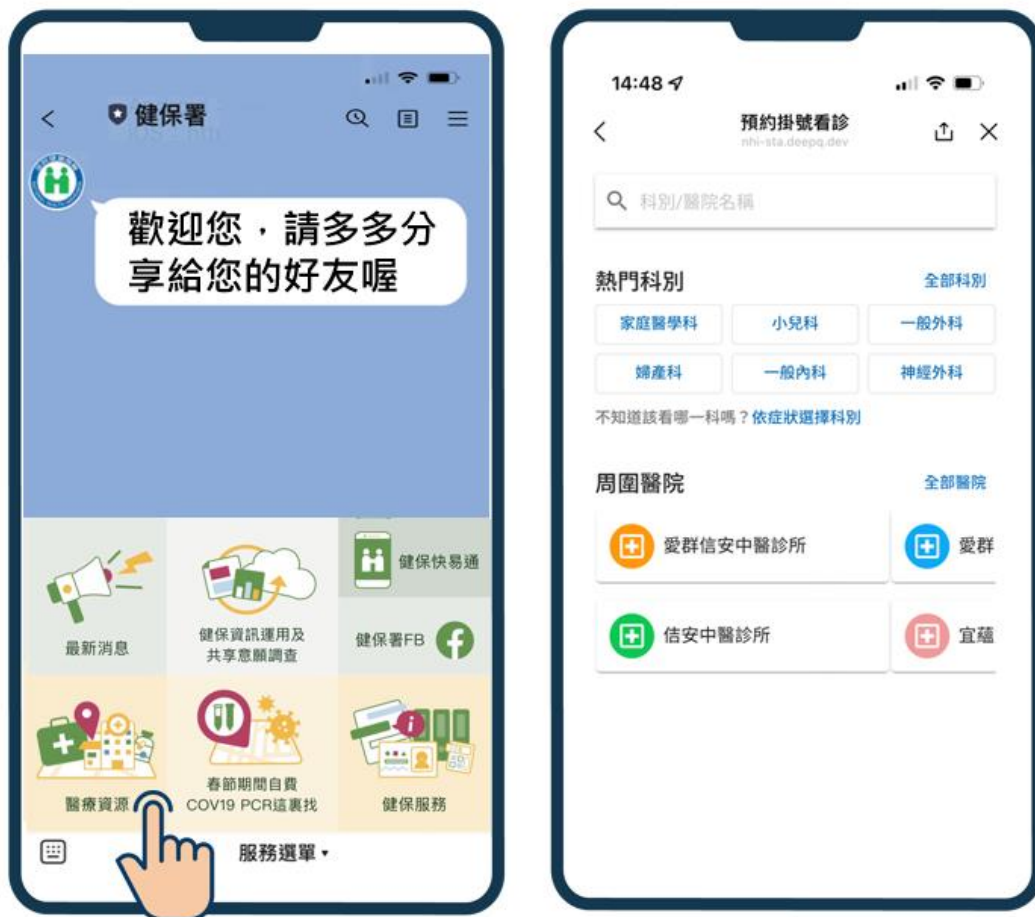 健保署
歡迎您，請多多分
享給您的好友喔
健保快易通
最新消息
健保資訊運用及
共享意願調查
健保署FB
醫療資源
春節期間自費
COV19 PCR這裏找
健保服務
服務選單
14:48
預約掛號看診
nhi-sta.deepq.dev
科別/醫院名稱
熱門科別
全部科別
家庭醫學科
小兒科
一般外科
婦產科
一般內科
神經外科
不知道該看哪一科嗎？依症狀選擇科別
周圍醫院
全部醫院
愛群信安中醫診所
愛群
佶安中醫診所
宜蘊